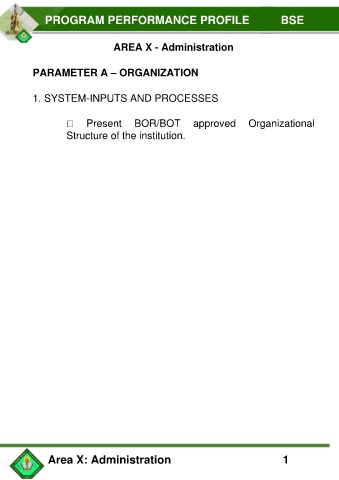 PROGRAM PERFORMANCE PROFILE BSE
AREA X - Administration
PARAMETER A – ORGANIZATION
1. SYSTEM-INPUTS AND PROCESSES
□ Present BOR/BOT approved Organizational
Structure of the institution.
Area X: Administration 1